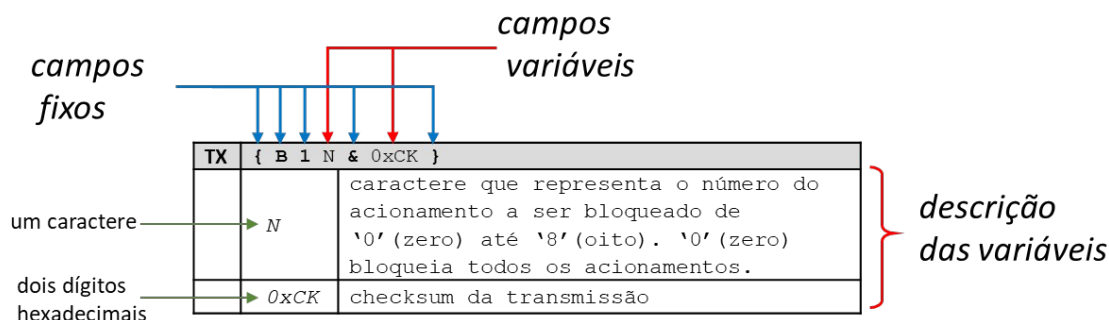 campos
variáveis
campos
fixos
TX { B 1 N & 0xCK }
um caractere
N
caractere que representa o número do
acionamento a ser bloqueado de
‘0’(zero) até ‘8’(oito). ‘0’(zero)
bloqueia todos os acionamentos.
descrição
das variáveis
dois dígitos
hexadecimais
0xCK
checksum da transmissão